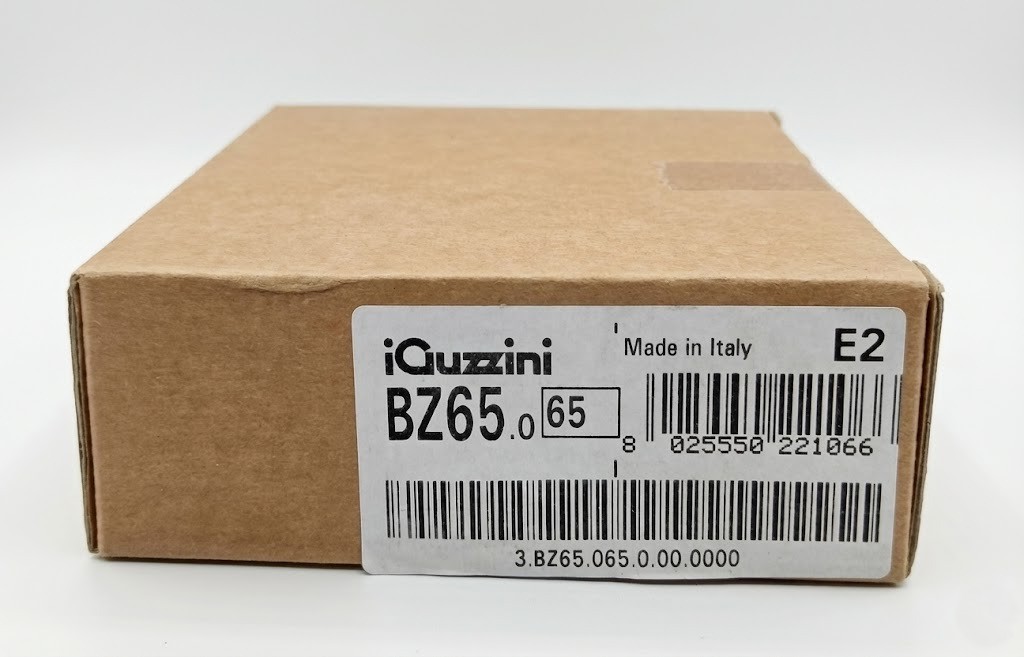 iGuzzini
Made in Italy
E2
BZ65.0 65
8 025550 221066
3.BZ65.065.0.00.0000